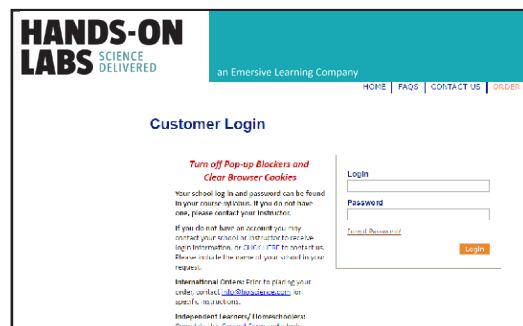 HANDS-ON
LABS SCIENCE
DELIVERED
an Emersive Learning Company
HOME | FAQS | CONTACT US | ORDER
Customer Login
Turn off Pop-up Blockers and
Clear Browser Cookies
Your school log in and password can be found
in your course syllabus. If you do not have
one, please contact your instructor.
If you do not have an account you may
contact your school or instructor to receive
login information, or CLICK HERE to contact us.
Please include the name of your school in your
request.
International Orders: Prior to placing your
order, contact info@holscience.com for
specific instructions.
Independent Learners/ Homeschoolers:
Login
Password
Forgot Password?
Login